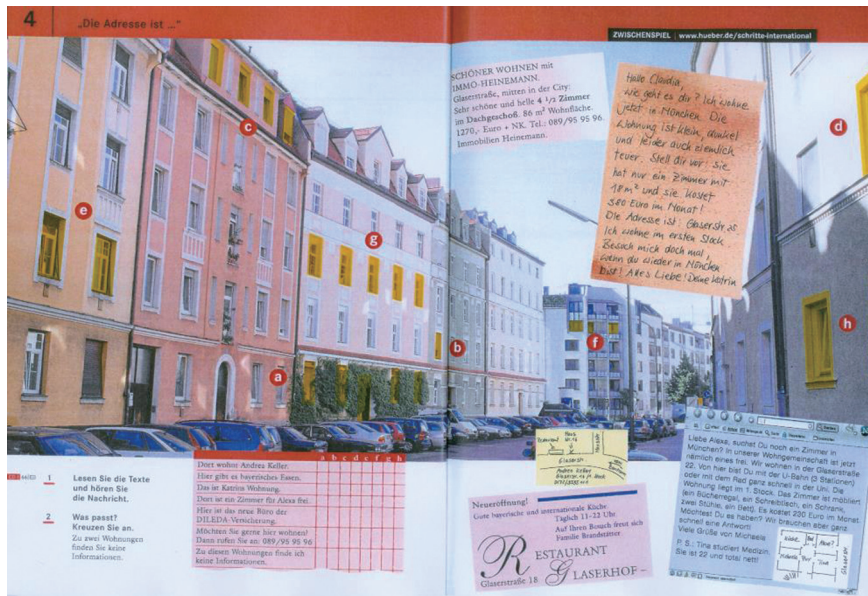 4
„Die Adresse ist ..."
ZWISCHENSPIEL | www.hueber.de/schritte-international
SCHÖNER WOHNEN mit
IMMO-HEINEMANN.
Glaserstraße, mitten in der City:
Sehr schöne und helle 4 1/2 Zimmer
im Dachgeschoß. 86 m² Wohnfläche.
1270,- Euro + NK. Tel.: 089/95 95 96.
Immobilien Heinemann.
Hallo Claudia,
wie geht es dir? Ich wohne
jetzt in München. Die
Wohnung ist klein, dunkel
und leider auch ziemlich
teuer. Stell dir vor: Sie
hat nur ein Zimmer mit
18 m² und sie kostet
580 Euro im Monat!
Die Adresse ist: Glaserstr. 25
Ich wohne im ersten Stock.
Besuch mich doch mal,
wenn du wieder in München
bist! Alles Liebe! Deine Katrin
e
c
g
a
b
f
d
h
1
Lesen Sie die Texte
und hören Sie
die Nachricht.
2
Was passt?
Kreuzen Sie an.
Zu zwei Wohnungen
finden Sie keine
Informationen.
a b c d e f g h
Dort wohnt Andrea Keller.
Hier gibt es bayerisches Essen.
Das ist Katrins Wohnung.
Dort ist ein Zimmer für Alexa frei.
Hier ist das neue Büro der
DILEDA-Versicherung.
Möchten Sie gerne hier wohnen?
Dann rufen Sie an: 089/95 95 96
Zu diesen Wohnungen finde ich
keine Informationen.
Haus
Glaserstr.
Neueröffnung!
Gute bayerische und internationale Küche
Täglich 11–22 Uhr
Auf Ihren Besuch freut sich
Familie Brandstätter.
RESTAURANT
GLASERHOF
Glaserstraße 18
Liebe Alexa, suchst Du noch ein Zimmer in
München? In unserer Wohngemeinschaft ist jetzt
nämlich eines frei. Wir wohnen in der Glaserstraße
22. Von hier bist Du mit der U-Bahn (3 Stationen)
oder mit dem Rad ganz schnell in der Uni. Die
Wohnung liegt im 1. Stock. Das Zimmer ist möbliert
(ein Bücherregal, ein Schreibtisch, ein Schrank,
zwei Stühle, ein Bett). Es kostet 230 Euro im Monat.
Möchtest Du es haben? Wir brauchen aber ganz
schnell eine Antwort!
Viele Grüße von Michaela
P. S.: Tina studiert Medizin.
Sie ist 22 und total nett!